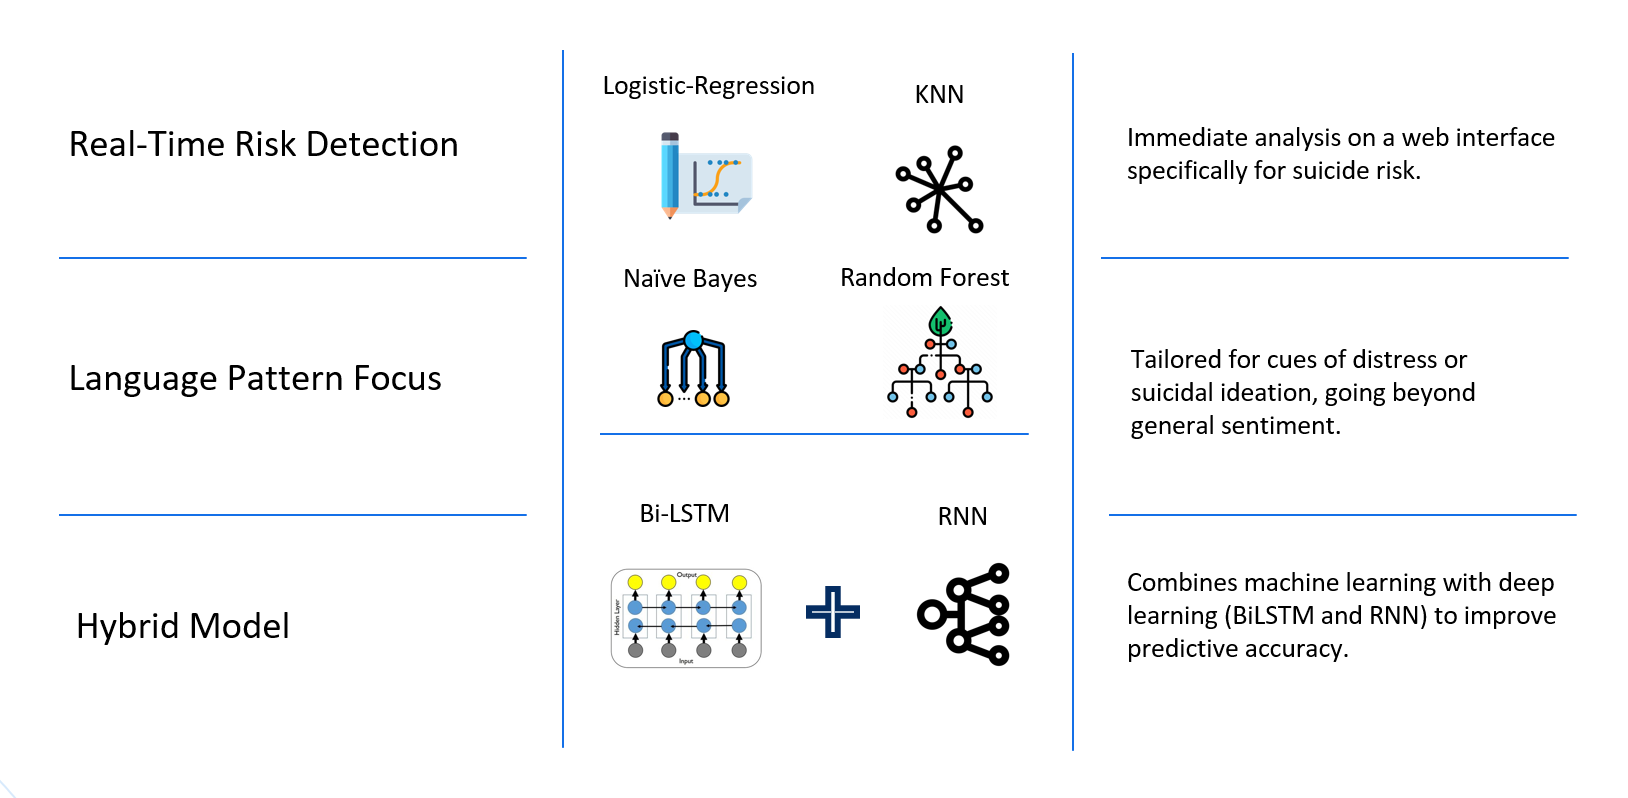 Real-Time Risk Detection
Language Pattern Focus
Hybrid Model
Logistic-Regression
KNN
Naïve Bayes
Random Forest
...
Bi-LSTM
RNN
Output
Hidden Layer
Input
Immediate analysis on a web interface
specifically for suicide risk.
Tailored for cues of distress or
suicidal ideation, going beyond
general sentiment.
Combines machine learning with deep
learning (BiLSTM and RNN) to improve
predictive accuracy.